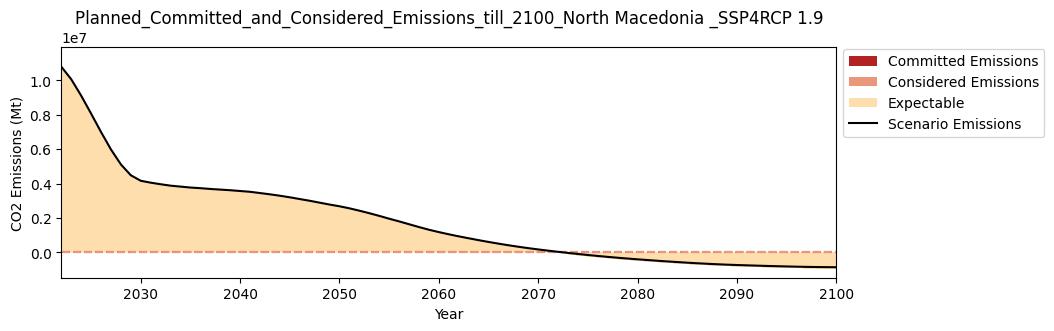 Planned_Committed_and_Considered_Emissions_till_2100_North Macedonia _SSP4RCP 1.9
1e7
CO2 Emissions (Mt)
1.0
0.8
0.6
0.4
0.2
0.0
2030 2040 2050 2060 2070 2080 2090 2100
Year
Committed Emissions
Considered Emissions
Expectable
Scenario Emissions